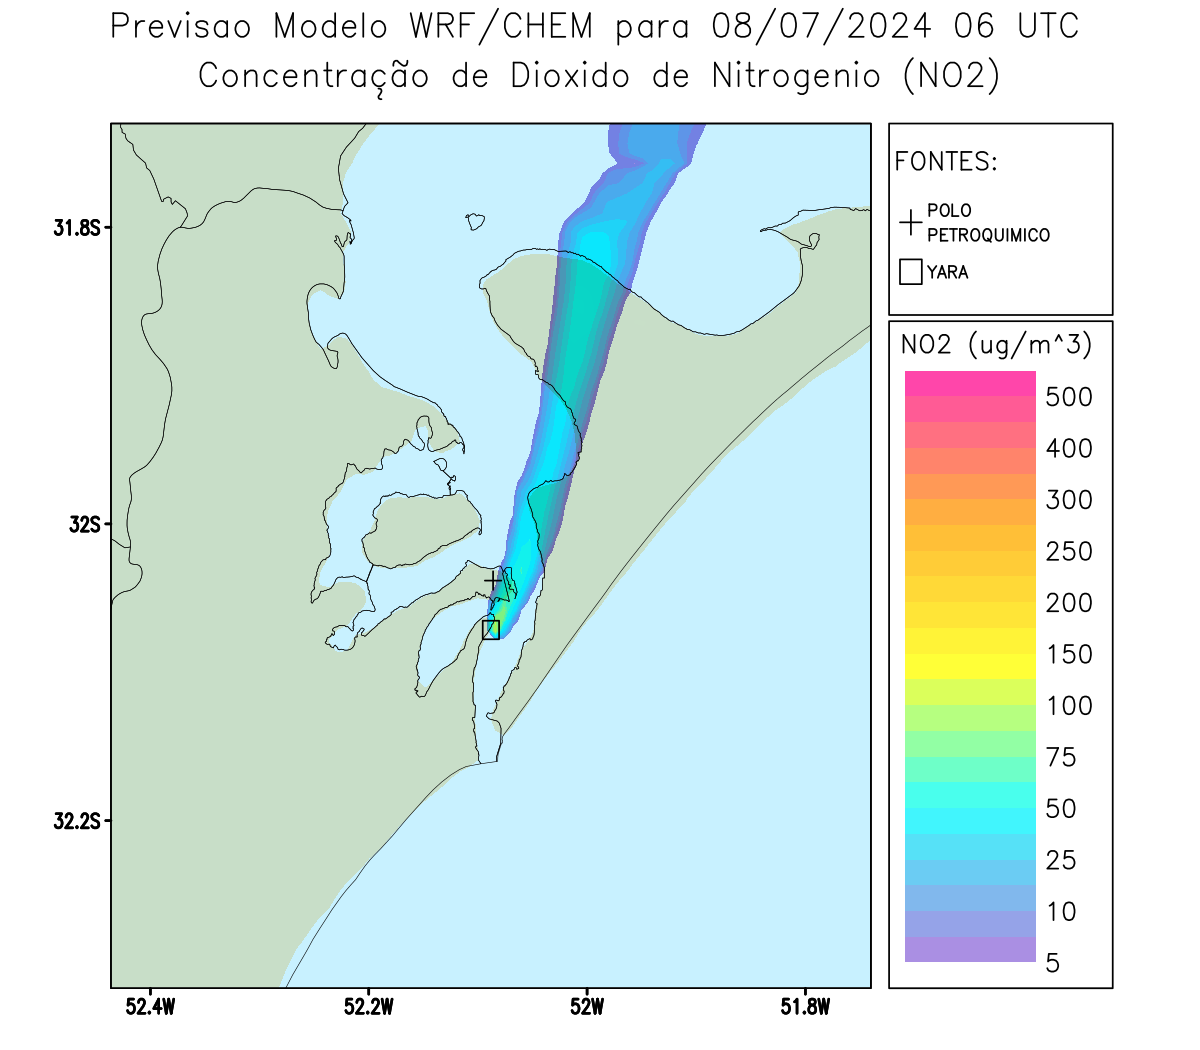 Previsao Modelo WRF/CHEM para 08/07/2024 06 UTC
Concentração de Dioxido de Nitrogenio (NO2)
FONTES:
POLO
PETROQUIMICO
YARA
NO2 (ug/m^3)
500
400
300
250
200
150
100
75
50
25
10
5
31.8S
32S
32.2S
52.4W
52.2W
52W
51.8W